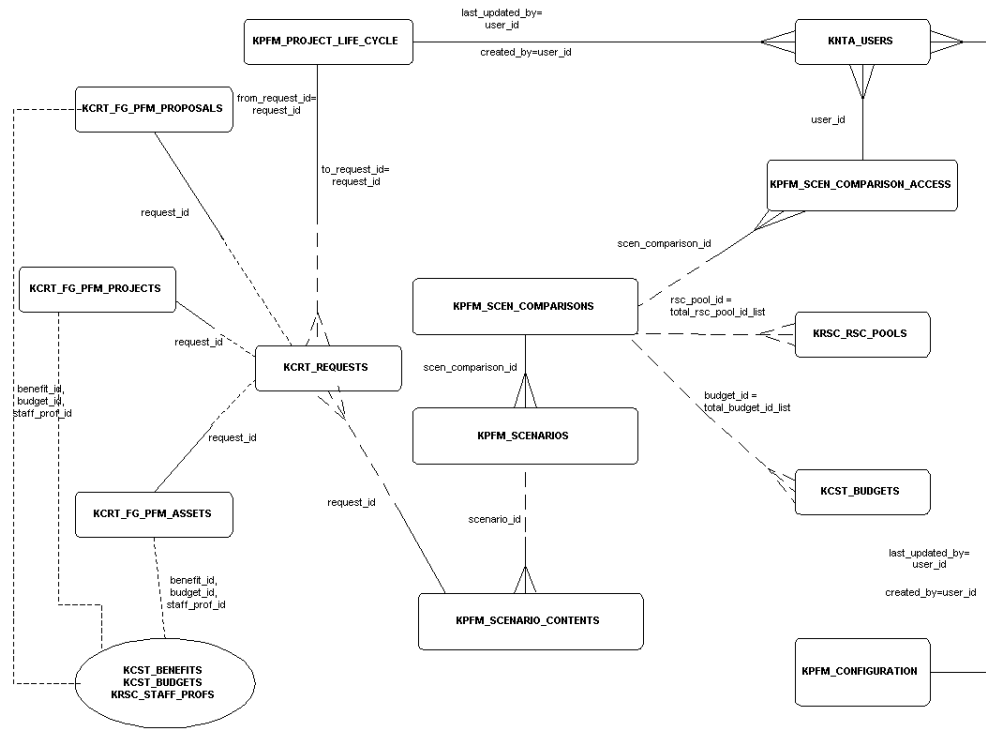 last_updated_by=
user_id
KPFM_PROJECT_LIFE_CYCLE
KNTA_USERS
created_by=user_id
KCRT_FG_PFM_PROPOSALS
from_request_id=
request_id
user_id
to_request_id=
request_id
KPFM_SCEN_COMPARISON_ACCESS
request_id
scen_comparison_id
KCRT_FG_PFM_PROJECTS
KPFM_SCEN_COMPARISONS
rsc_pool_id =
total_rsc_pool_id_list
KRSC_RSC_POOLS
request_id
KCRT_REQUESTS
scen_comparison_id
benefit_id,
budget_id,
staff_prof_id
budget_id =
total_budget_id_list
request_id
KPFM_SCENARIOS
KCST_BUDGETS
request_id
KCRT_FG_PFM_ASSETS
scenario_id
last_updated_by=
user_id
benefit_id,
budget_id,
staff_prof_id
created_by=user_id
KPFM_SCENARIO_CONTENTS
KCST_BENEFITS
KCST_BUDGETS
KRSC_STAFF_PROFS
KPFM_CONFIGURATION